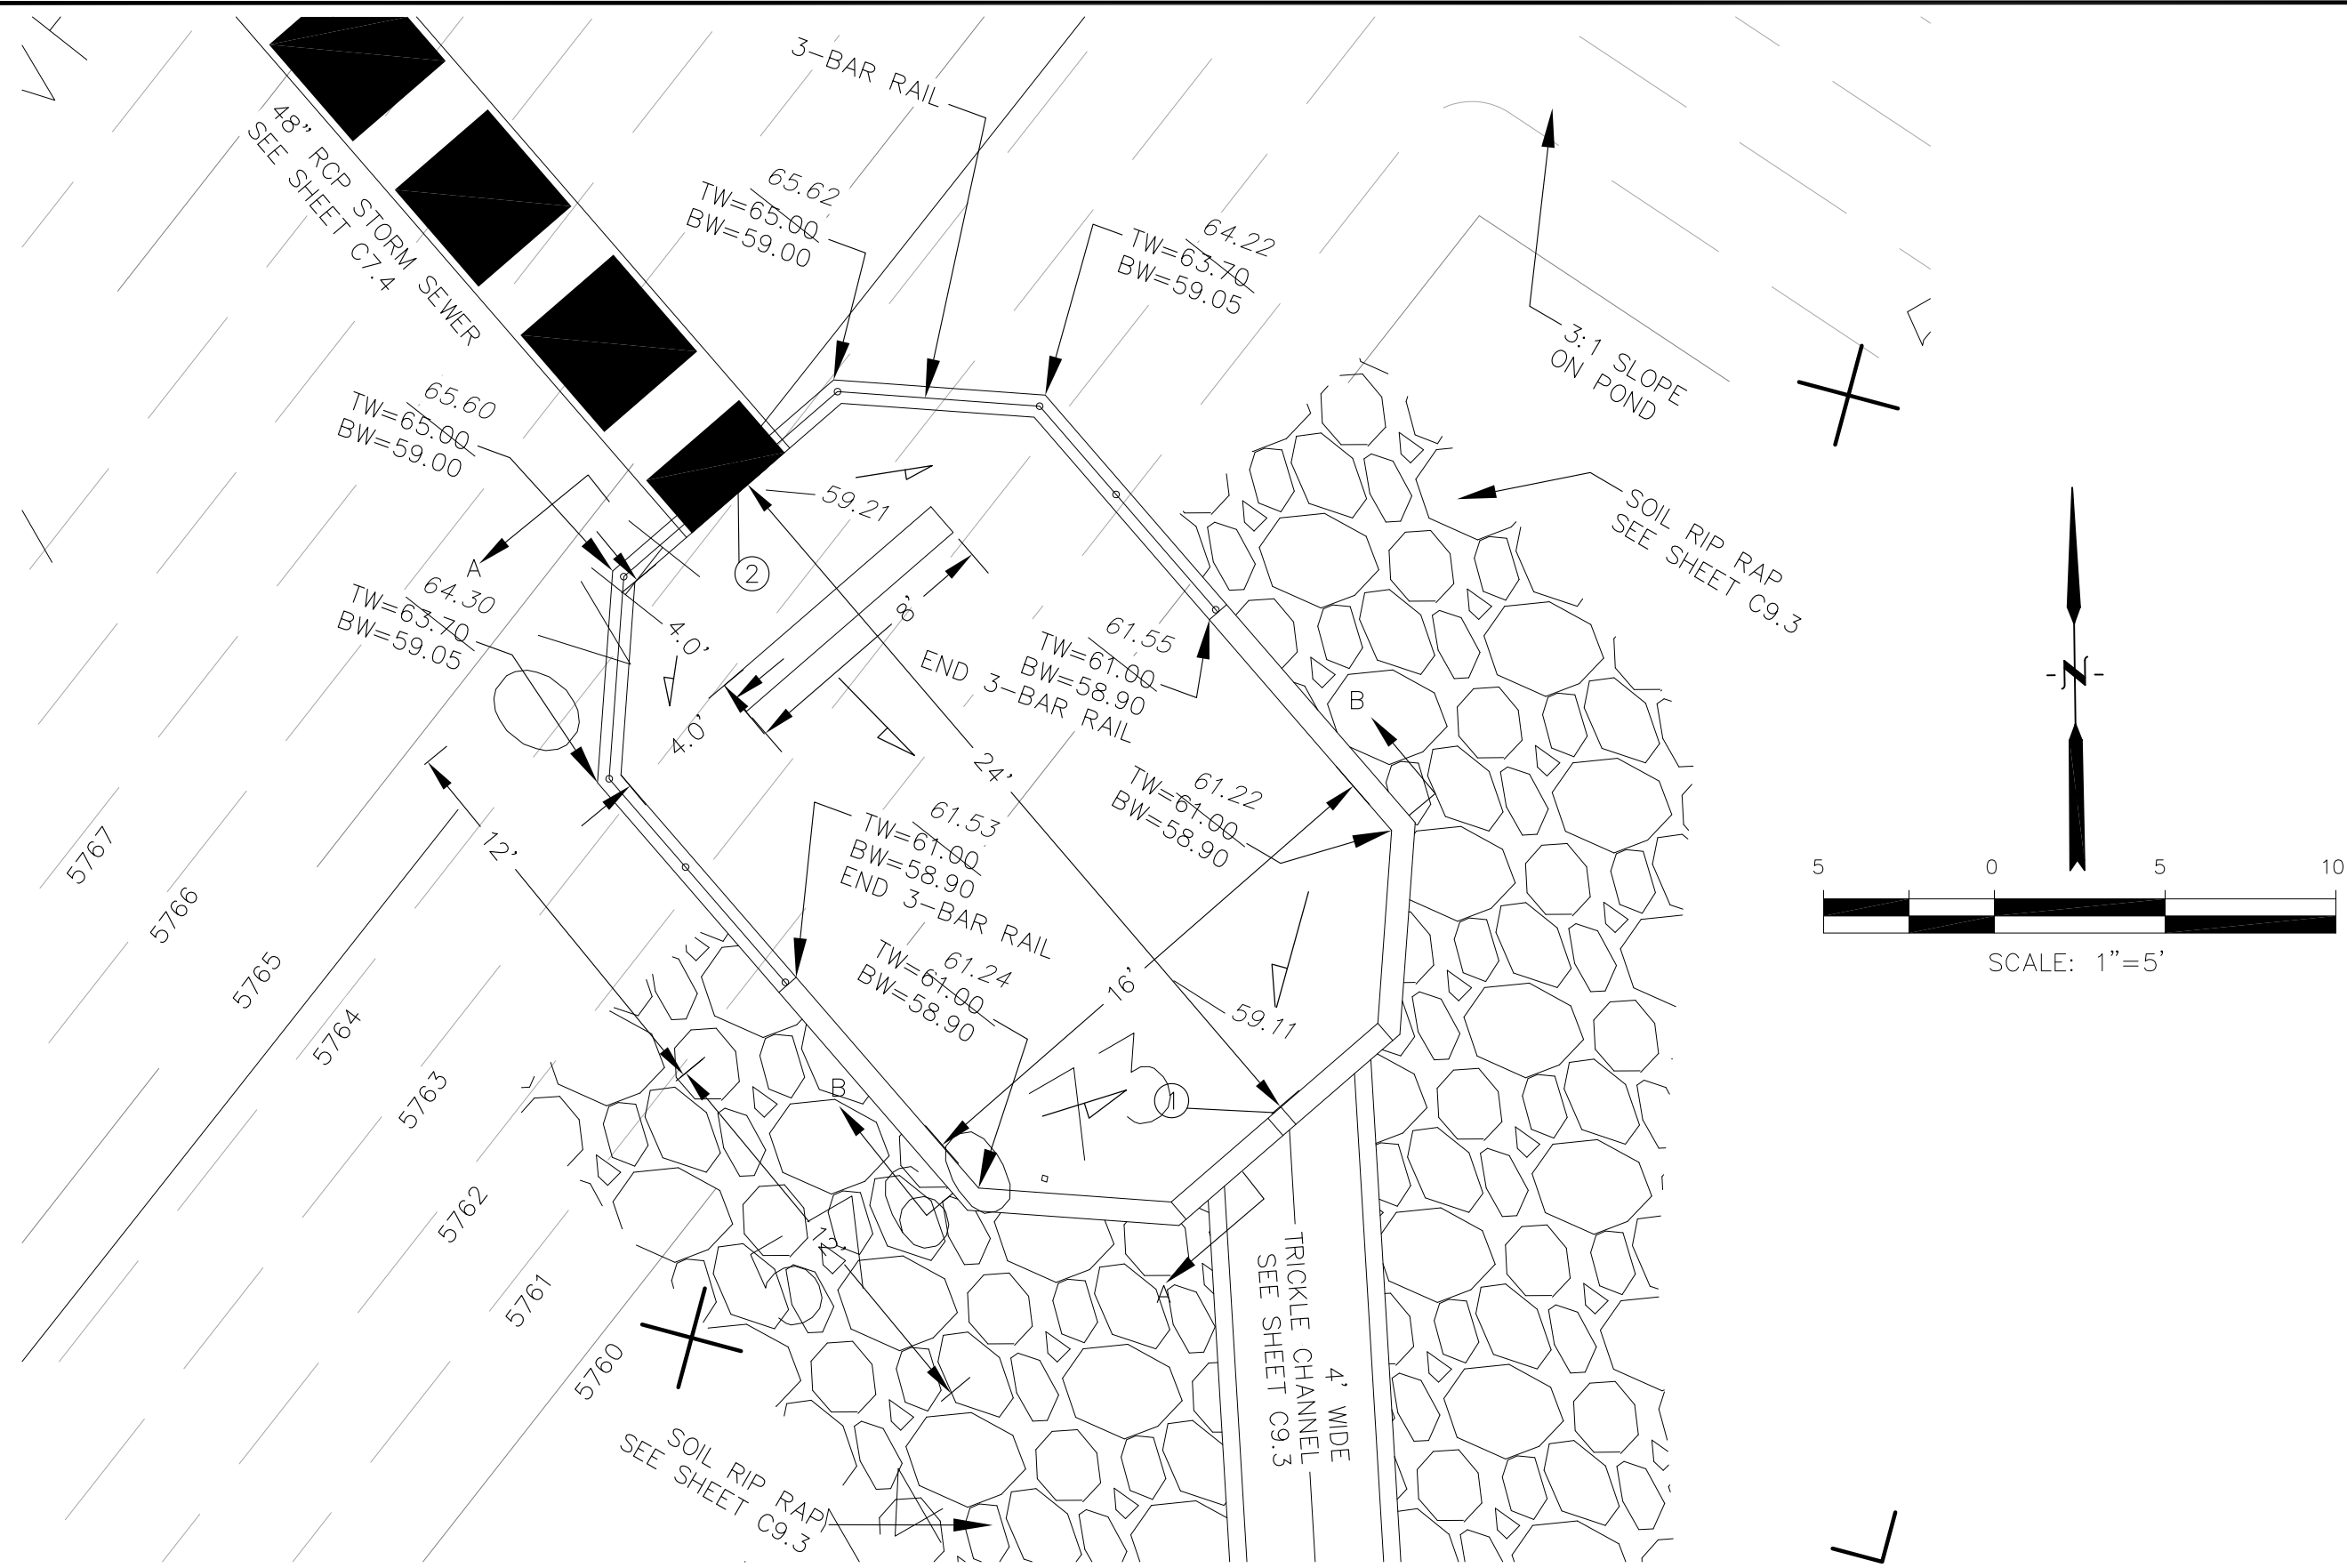 3-BAR RAIL
48" RCP STORM SEWER
SEE SHEET C7.4
65.62
TW=65.00
BW=59.00
64.22
TW=63.70
BW=59.05
3:1 SLOPE
ON POND
65.60
TW=65.00
BW=59.00
59.21
SOIL RIP RAP
SEE SHEET C9.3
A
2
64.30
TW=63.70
BW=59.05
4.0'
8'
61.55
TW=61.00
BW=58.90
END 3-BAR RAIL
N
B
4.0'
24'
61.22
TW=61.00
BW=58.90
12'
61.53
TW=61.00
BW=58.90
END 3-BAR RAIL
5767
5766
5765
5764
5763
5762
5761
5760
61.24
TW=61.00
BW=58.90
16'
59.11
5 0 5 10
SCALE: 1"=5'
B
1
12'
A
4' WIDE
TRICKLE CHANNEL
SEE SHEET C9.3
SOIL RIP RAP
SEE SHEET C9.3